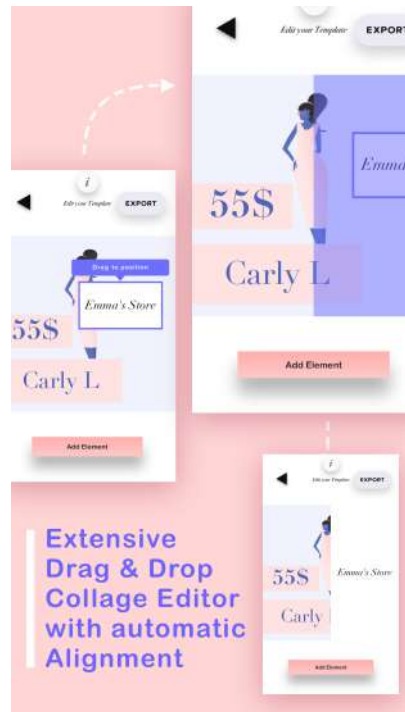 i
Edit your Template
EXPORT
55$
Emma
Carly L
Add Element
i
Edit your Template
EXPORT
Drag to position
Emma's Store
55$
Carly L
Add Element
i
Edit your Template
EXPORT
55$
Emma's Store
Carly
Add Element
Extensive
Drag & Drop
Collage Editor
with automatic
Alignment